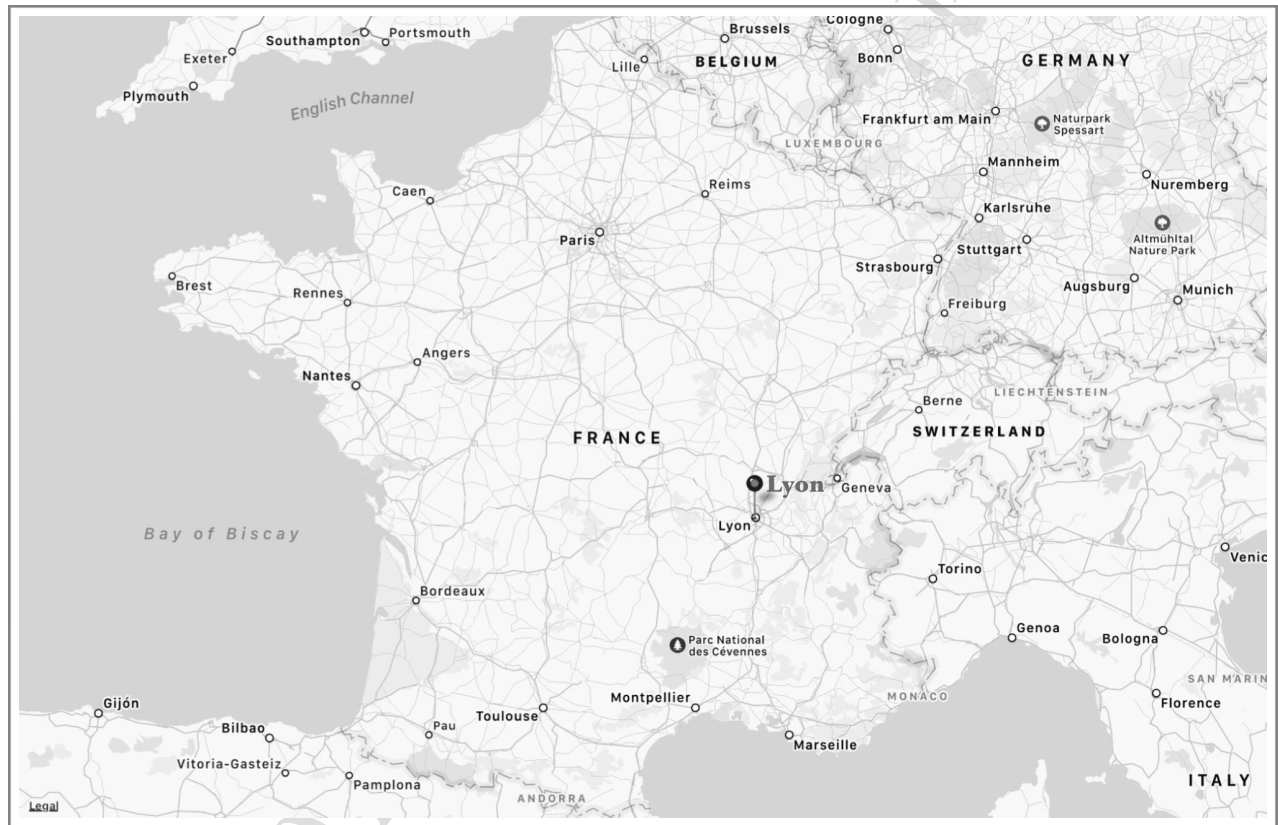 Cologne
Brussels
Portsmouth
Southampton
Exeter
Lille
BELGIUM
Bonn
GERMANY
Plymouth
English Channel
Frankfurt am Main
Naturpark
Spessart
LUXEMBOURG
Mannheim
Reims
Nuremberg
Caen
Karlsruhe
Paris
Stuttgart
Altmühltal
Nature Park
Strasbourg
Brest
Rennes
Augsburg
Munich
Freiburg
Angers
Nantes
LIECHTENSTEIN
Berne
FRANCE
SWITZERLAND
Lyon
Geneva
Lyon
Bay of Biscay
Venic
Torino
Bordeaux
Genoa
Bologna
Parc National
des Cévennes
SAN MARIN
MONACO
Montpellier
Gijón
Florence
Toulouse
Bilbao
Pau
Marseille
Vitoria-Gasteiz
Pamplona
ITALY
ANDORRA
Legal